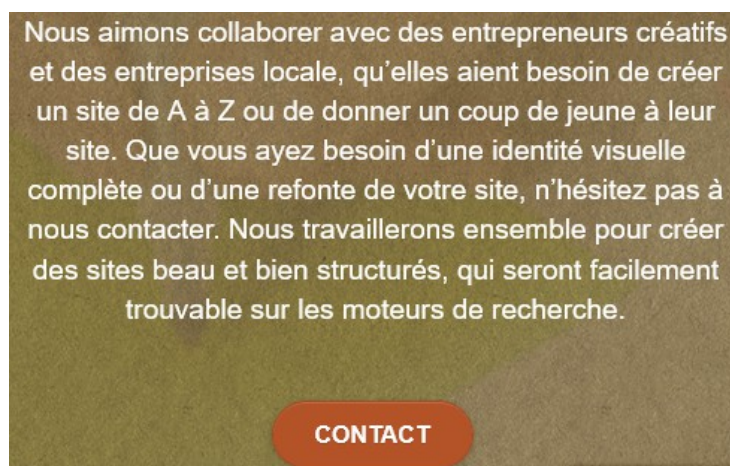 Nous aimons collaborer avec des entrepreneurs créatifs
et des entreprises locale, qu’elles aient besoin de créer
un site de A à Z ou de donner un coup de jeune à leur
site. Que vous ayez besoin d’une identité visuelle
complète ou d’une refonte de votre site, n’hésitez pas à
nous contacter. Nous travaillerons ensemble pour créer
des sites beau et bien structurés, qui seront facilement
trouvable sur les moteurs de recherche.
CONTACT